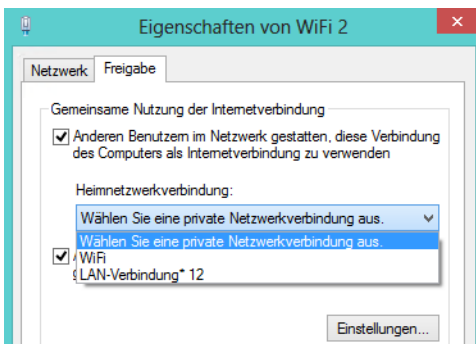 Eigenschaften von WiFi 2
Netzwerk Freigabe
Gemeinsame Nutzung der Internetverbindung
Anderen Benutzern im Netzwerk gestatten, diese Verbindung
des Computers als Internetverbindung zu verwenden
Heimnetzwerkverbindung:
Wählen Sie eine private Netzwerkverbindung aus.
Wählen Sie eine private Netzwerkverbindung aus.
WiFi
LAN-Verbindung* 12
Einstellungen...